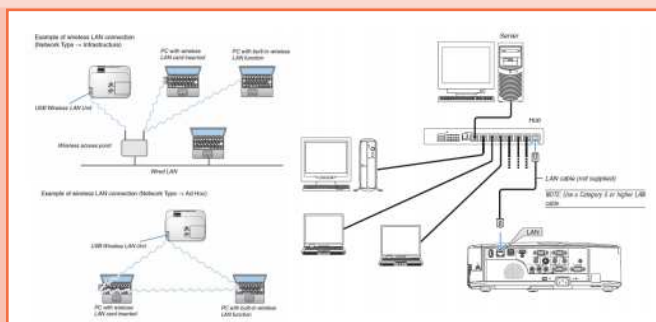 Example of wireless LAN connection
(Network Type → Infrastructure)
PC with wireless
LAN card inserted
PC with built-in wireless
LAN function
USB Wireless LAN Unit
Wireless access point
Wired LAN
Example of wireless LAN connection (Network Type → Ad Hoc)
USB Wireless LAN Unit
PC with wireless
LAN card inserted
PC with built-in wireless
LAN function
Server
Hub
LAN cable (not supplied)
NOTE: Use a Category 5 or higher LAN
cable
LAN